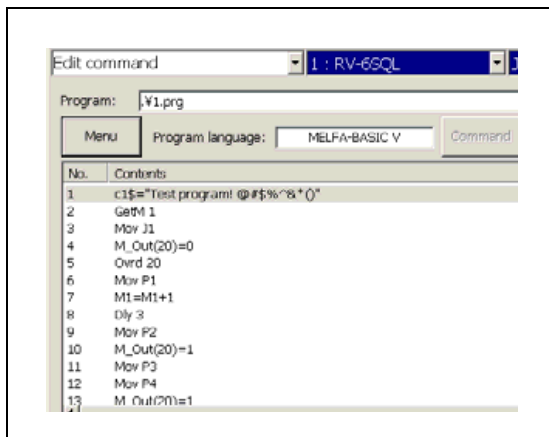 Edit command 1 : RV-6SQL J
Program: .¥1.prg
Menu Program language: MELFA-BASIC V Command
No. Contents
1 c1$="Test program! @#$%^&*()"
2 GetM 1
3 Mov J1
4 M_Out(20)=0
5 Ovrd 20
6 Mov P1
7 M1=M1+1
8 Dly 3
9 Mov P2
10 M_Out(20)=1
11 Mov P3
12 Mov P4
13 M_Out(20)=1